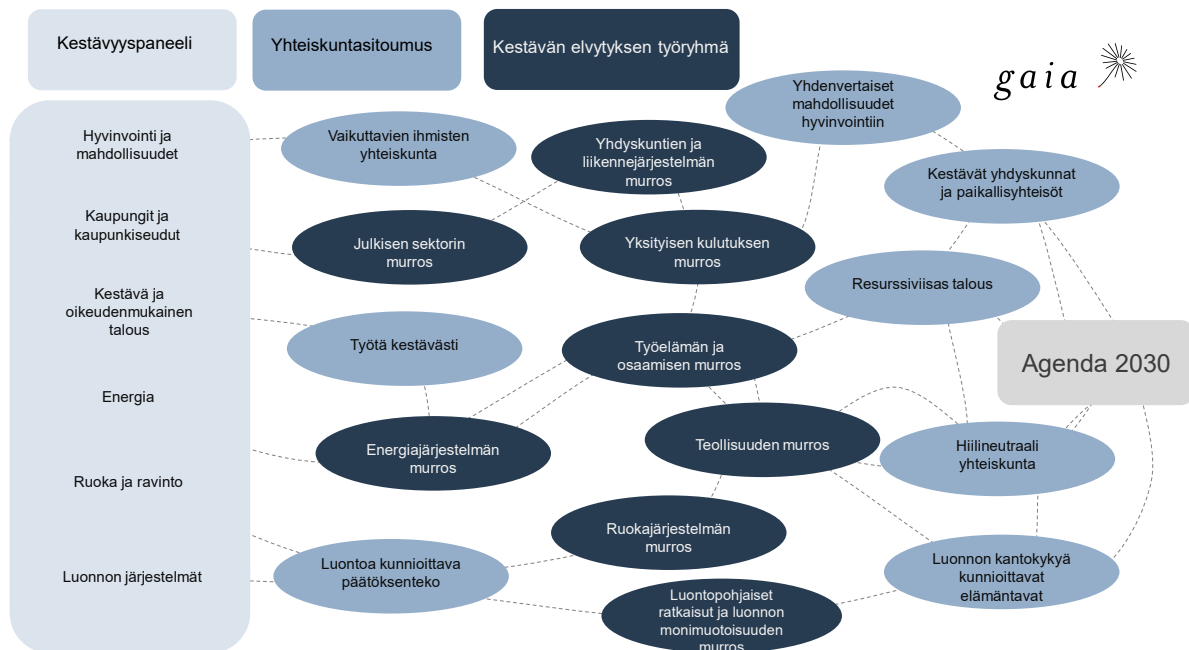 Kestävyyspaneeli
Yhteiskuntasitoumus
Kestävän elvytyksen työryhmä
gaia
Hyvinvointi ja
mahdollisuudet
Kaupungit ja
kaupunkiseudut
Kestävä ja
oikeudenmukainen
talous
Energia
Ruoka ja ravinto
Luonnon järjestelmät
Vaikuttavien ihmisten
yhteiskunta
Julkisen sektorin
murros
Työtä kestävästi
Energiajärjestelmän
murros
Luontoa kunnioittava
päätöksenteko
Yhdyskuntien ja
liikennejärjestelmän
murros
Yksityisen kulutuksen
murros
Työelämän ja
osaamisen murros
Teollisuuden murros
Ruokajärjestelmän
murros
Luontopohjaiset
ratkaisut ja luonnon
monimuotoisuuden
murros
Yhdenvertaiset
mahdollisuudet
hyvinvointiin
Kestävät yhdyskunnat
ja paikallisyhteisöt
Resurssiviisas talous
Agenda 2030
Hiilineutraali
yhteiskunta
Luonnon kantokykyä
kunnioittavat
elämäntavat